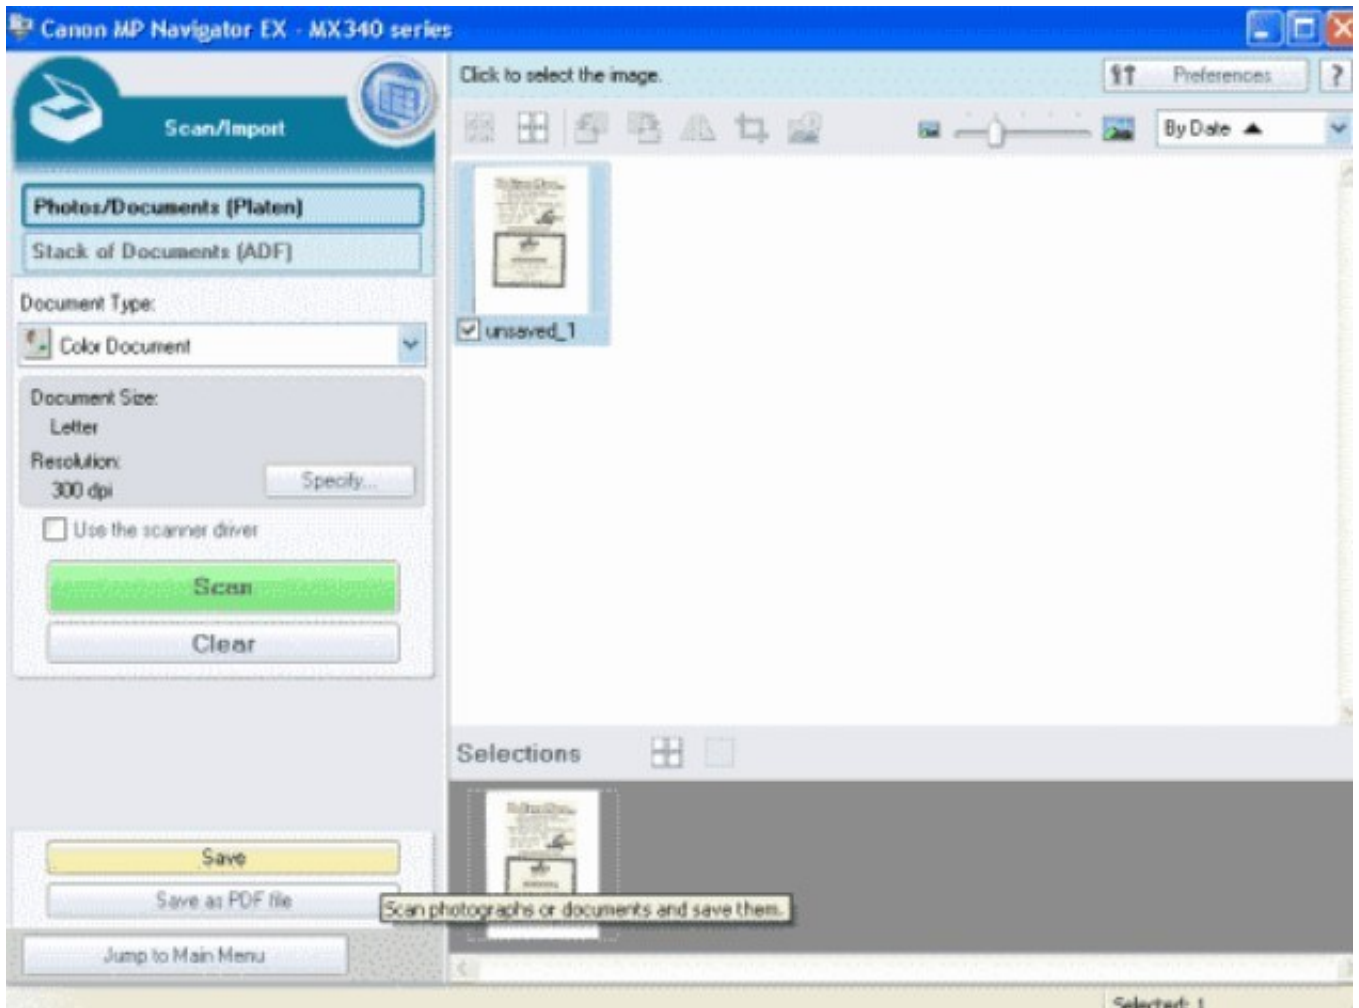 Canon MP Navigator EX - MX340 series
Scan/Import
Photos/Documents (Platen)
Stack of Documents (ADF)
Document Type:
Color Document
Document Size:
Letter
Resolution:
300 dpi
Specify...
Use the scanner driver
Scan
Clear
Save
Save as PDF file
Jump to Main Menu
Click to select the image.
Preferences
?
By Date
unsaved_1
Selections
Scan photographs or documents and save them.
Selected: 1